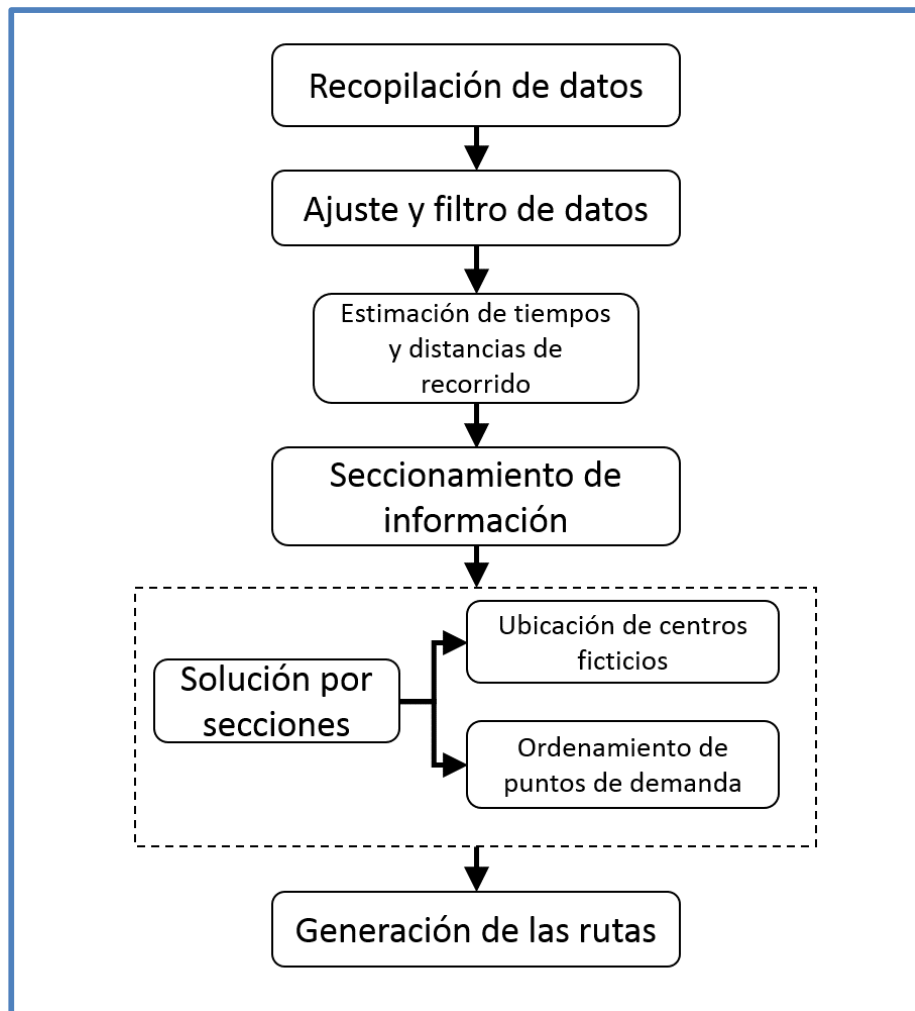 Recopilación de datos
Ajuste y filtro de datos
Estimación de tiempos
y distancias de
recorrido
Seccionamiento de
información
Solución por
secciones
Ubicación de centros
ficticios
Ordenamiento de
puntos de demanda
Generación de las rutas